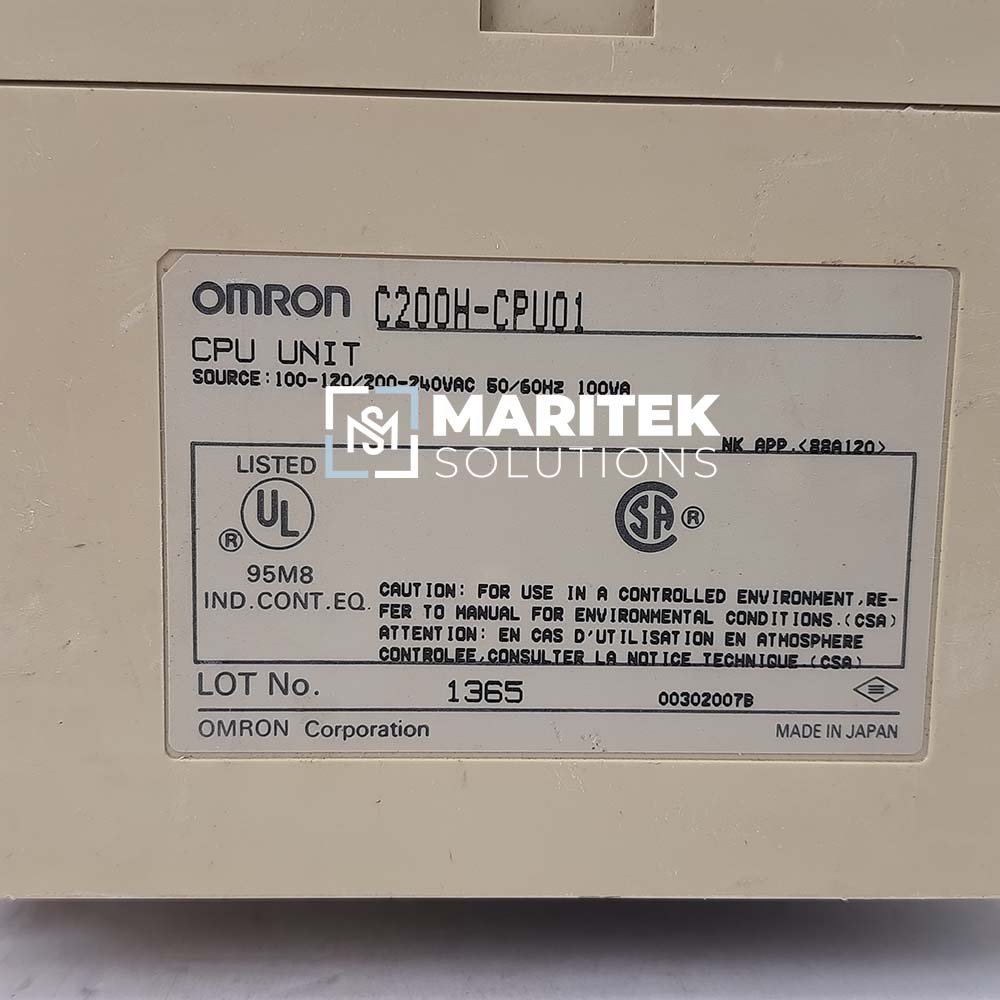 OMRON C200H-CPU01
CPU UNIT
SOURCE:100-120/200-240VAC 50/60Hz 100VA
MS MARITEK
SOLUTIONS
NK APP.<88A120>
LISTED
UL
®
95M8
IND.CONT.EQ.
CSA ®
CAUTION: FOR USE IN A CONTROLLED ENVIRONMENT,RE-
FER TO MANUAL FOR ENVIRONMENTAL CONDITIONS.(CSA)
ATTENTION: EN CAS D'UTILISATION EN ATMOSPHERE
CONTROLEE,CONSULTER LA NOTICE TECHNIQUE.(CSA)
LOT No. 1365 00302007B
OMRON Corporation MADE IN JAPAN